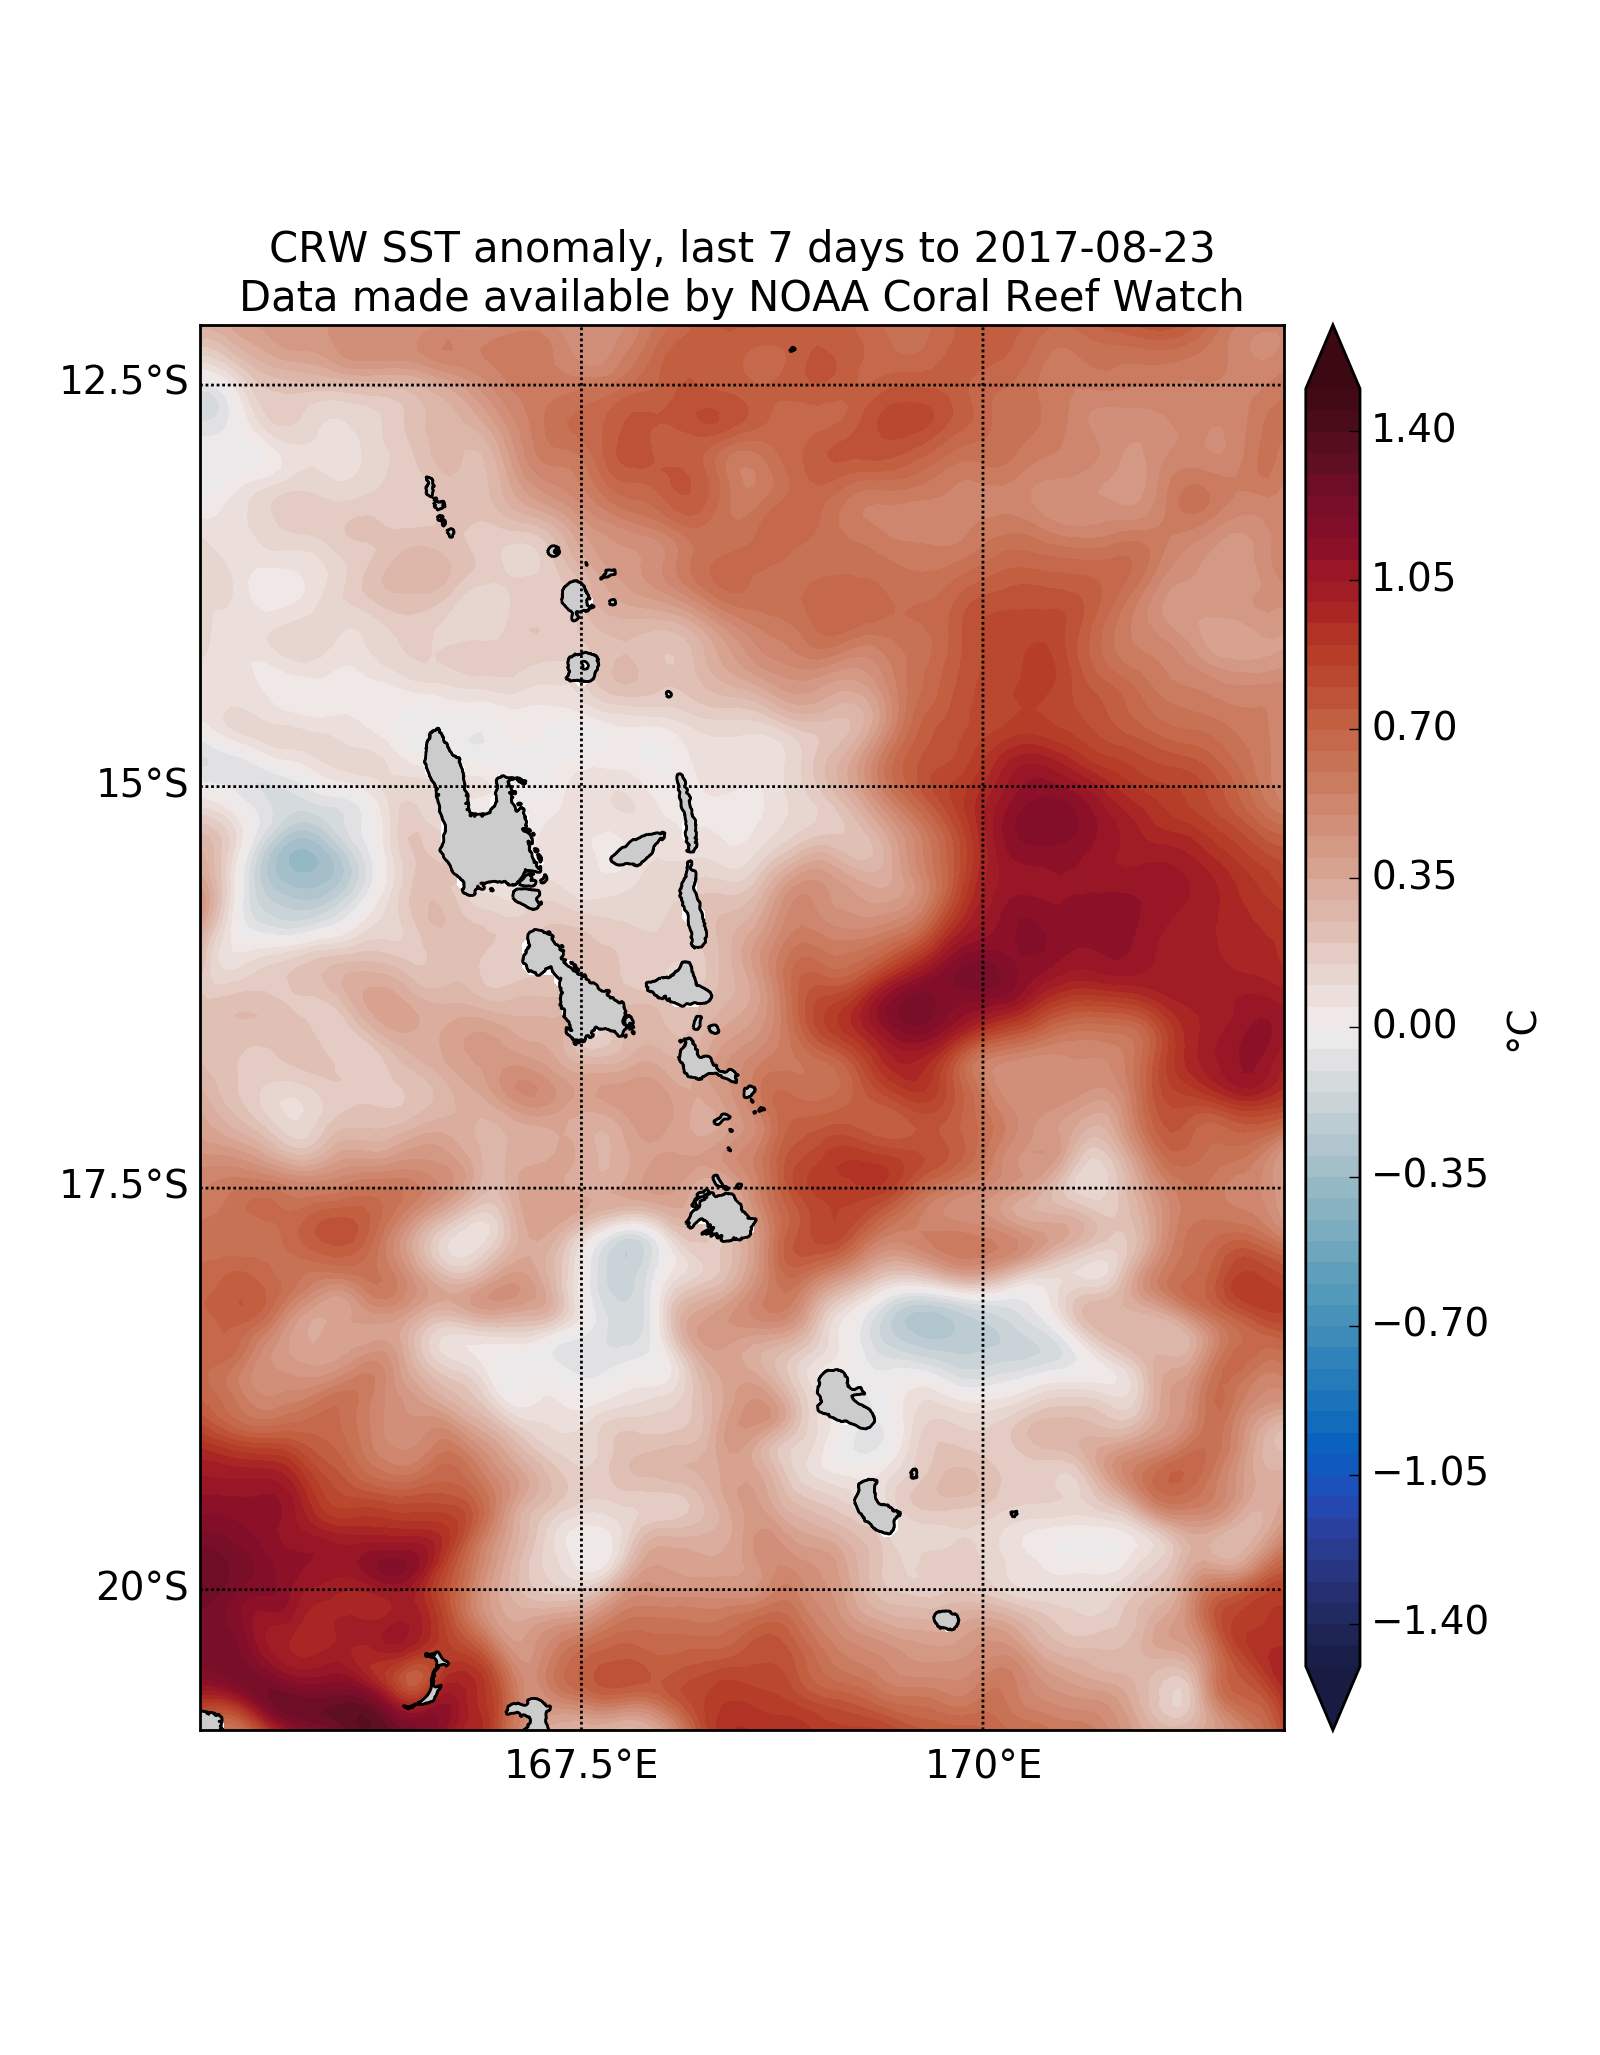 CRW SST anomaly, last 7 days to 2017-08-23
Data made available by NOAA Coral Reef Watch
12.5°S
15°S
17.5°S
20°S
167.5°E
170°E
1.40
1.05
0.70
0.35
0.00
−0.35
−0.70
−1.05
−1.40
°C